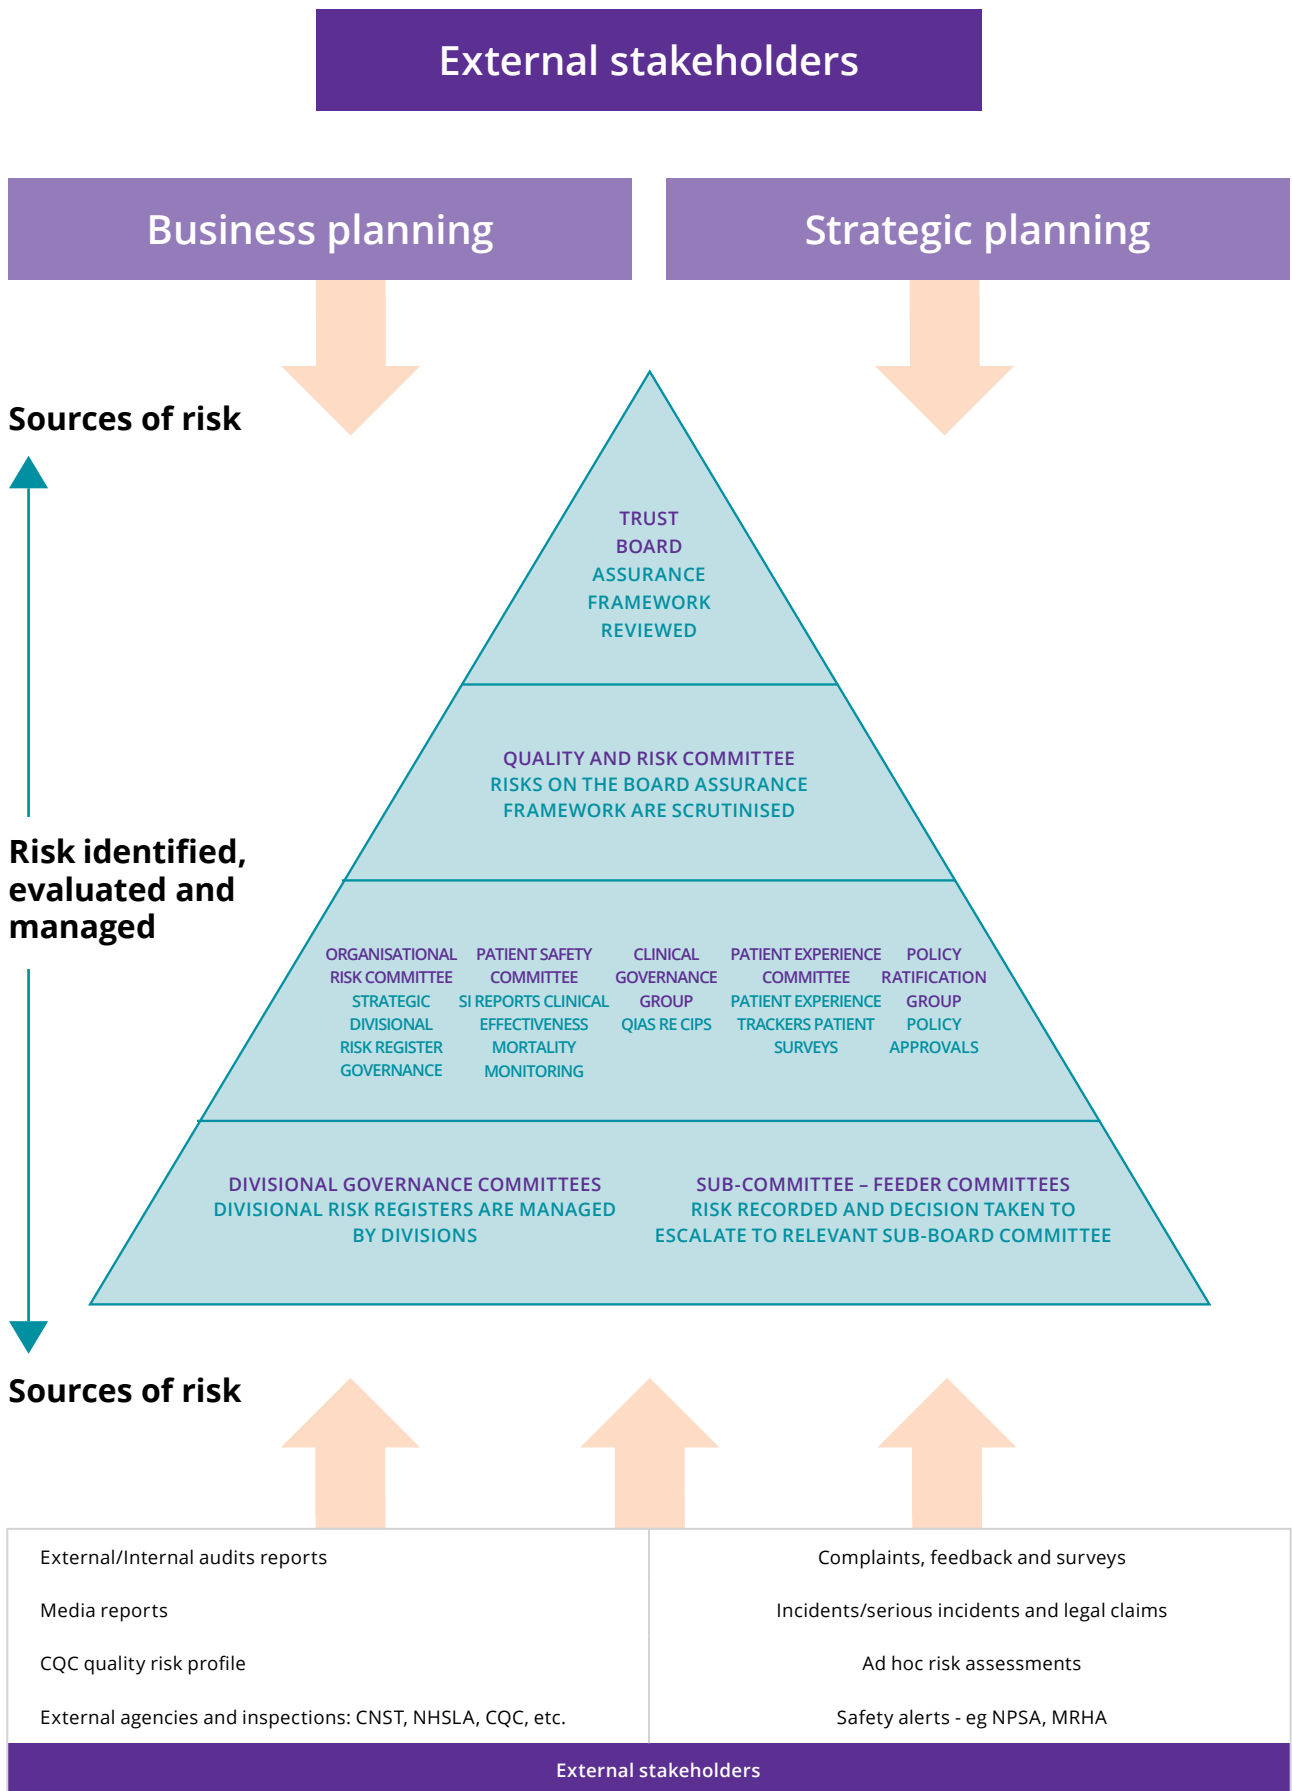 External stakeholders
Business planning
Strategic planning
Sources of risk
TRUST
BOARD
ASSURANCE
FRAMEWORK
REVIEWED
QUALITY AND RISK COMMITTEE
RISKS ON THE BOARD ASSURANCE
FRAMEWORK ARE SCRUTINISED
Risk identified,
evaluated and
managed
ORGANISATIONAL
RISK COMMITTEE
STRATEGIC
DIVISIONAL
RISK REGISTER
GOVERNANCE
PATIENT SAFETY
COMMITTEE
SI REPORTS CLINICAL
EFFECTIVENESS
MORTALITY
MONITORING
CLINICAL
GOVERNANCE
GROUP
QIAS RE CIPS
PATIENT EXPERIENCE
COMMITTEE
PATIENT EXPERIENCE
TRACKERS PATIENT
SURVEYS
POLICY
RATIFICATION
GROUP
POLICY
APPROVALS
DIVISIONAL GOVERNANCE COMMITTEES
DIVISIONAL RISK REGISTERS ARE MANAGED
BY DIVISIONS
SUB-COMMITTEE – FEEDER COMMITTEES
RISK RECORDED AND DECISION TAKEN TO
ESCALATE TO RELEVANT SUB-BOARD COMMITTEE
Sources of risk
External/Internal audits reports
Media reports
CQC quality risk profile
External agencies and inspections: CNST, NHSLA, CQC, etc.
Complaints, feedback and surveys
Incidents/serious incidents and legal claims
Ad hoc risk assessments
Safety alerts - eg NPSA, MRHA
External stakeholders